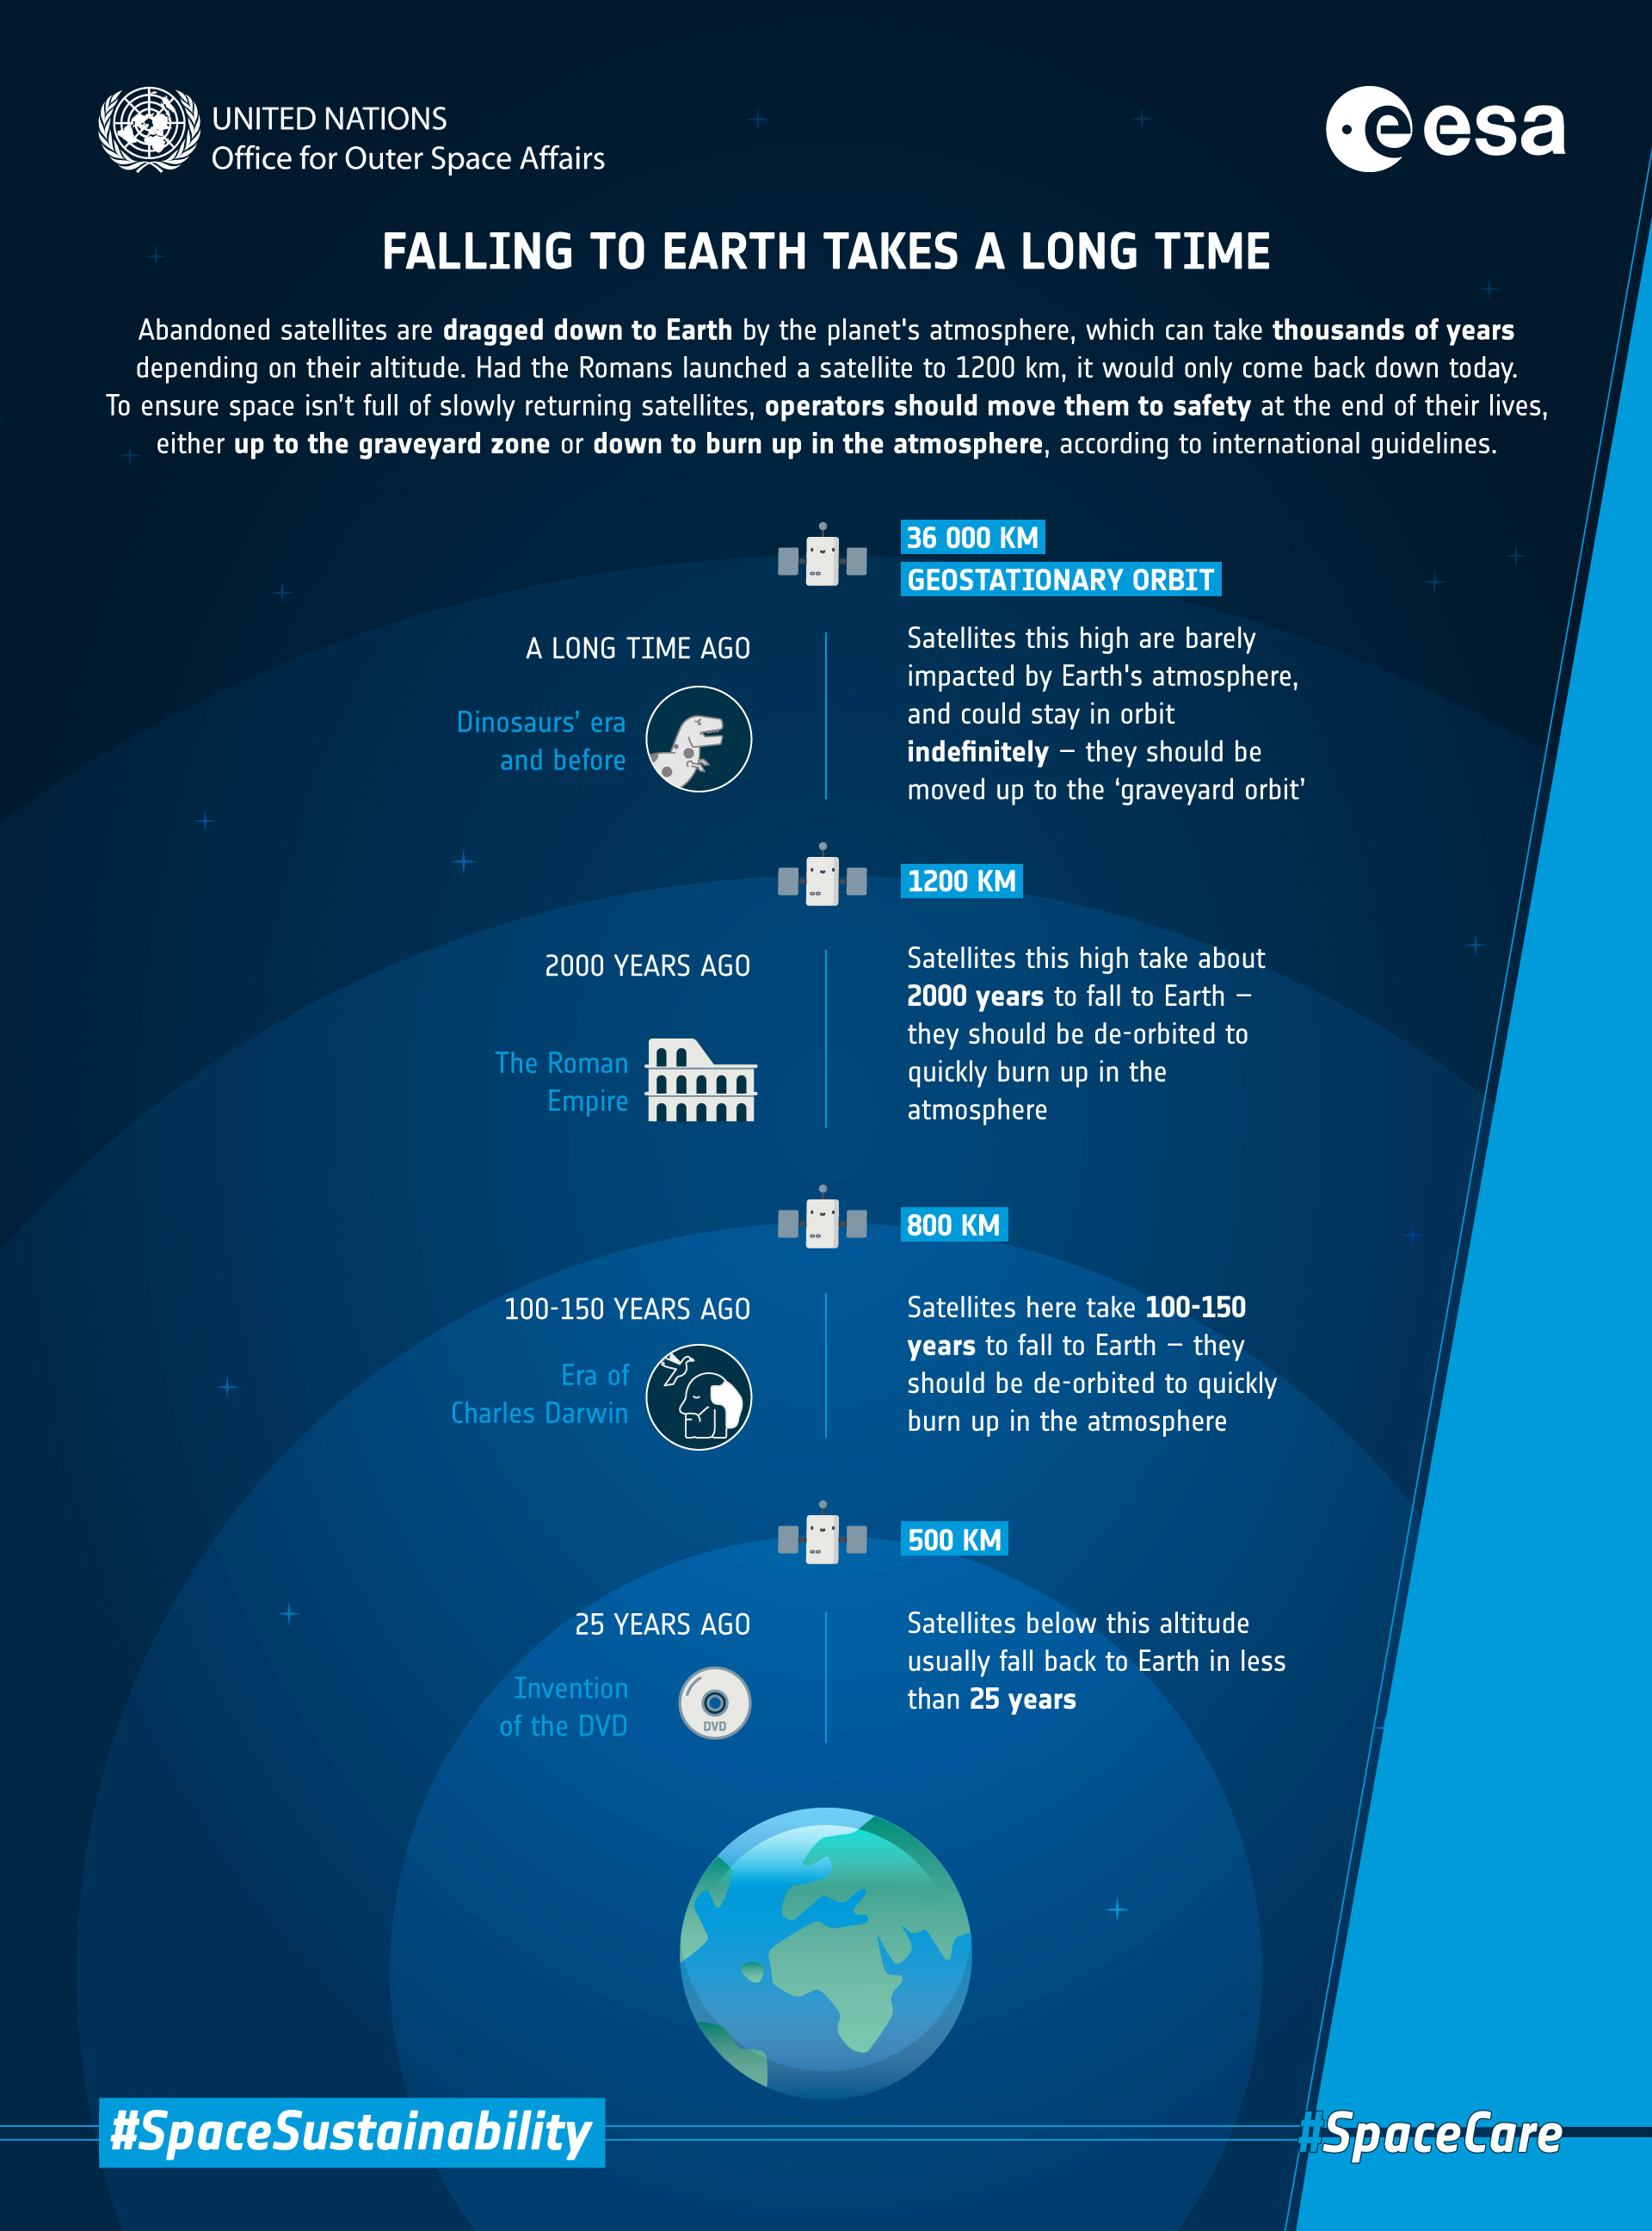 UNITED NATIONS
Office for Outer Space Affairs
esa
FALLING TO EARTH TAKES A LONG TIME
Abandoned satellites are dragged down to Earth by the planet's atmosphere, which can take thousands of years
depending on their altitude. Had the Romans launched a satellite to 1200 km, it would only come back down today.
To ensure space isn’t full of slowly returning satellites, operators should move them to safety at the end of their lives,
either up to the graveyard zone or down to burn up in the atmosphere, according to international guidelines.
36 000 KM
GEOSTATIONARY ORBIT
A LONG TIME AGO
Dinosaurs’ era
and before
Satellites this high are barely
impacted by Earth's atmosphere,
and could stay in orbit
indefinitely – they should be
moved up to the ‘graveyard orbit’
1200 KM
2000 YEARS AGO
The Roman
Empire
Satellites this high take about
2000 years to fall to Earth –
they should be de-orbited to
quickly burn up in the
atmosphere
800 KM
100-150 YEARS AGO
Era of
Charles Darwin
Satellites here take 100-150
years to fall to Earth – they
should be de-orbited to quickly
burn up in the atmosphere
500 KM
25 YEARS AGO
Invention
of the DVD
DVD
Satellites below this altitude
usually fall back to Earth in less
than 25 years
#SpaceSustainability
#SpaceCare